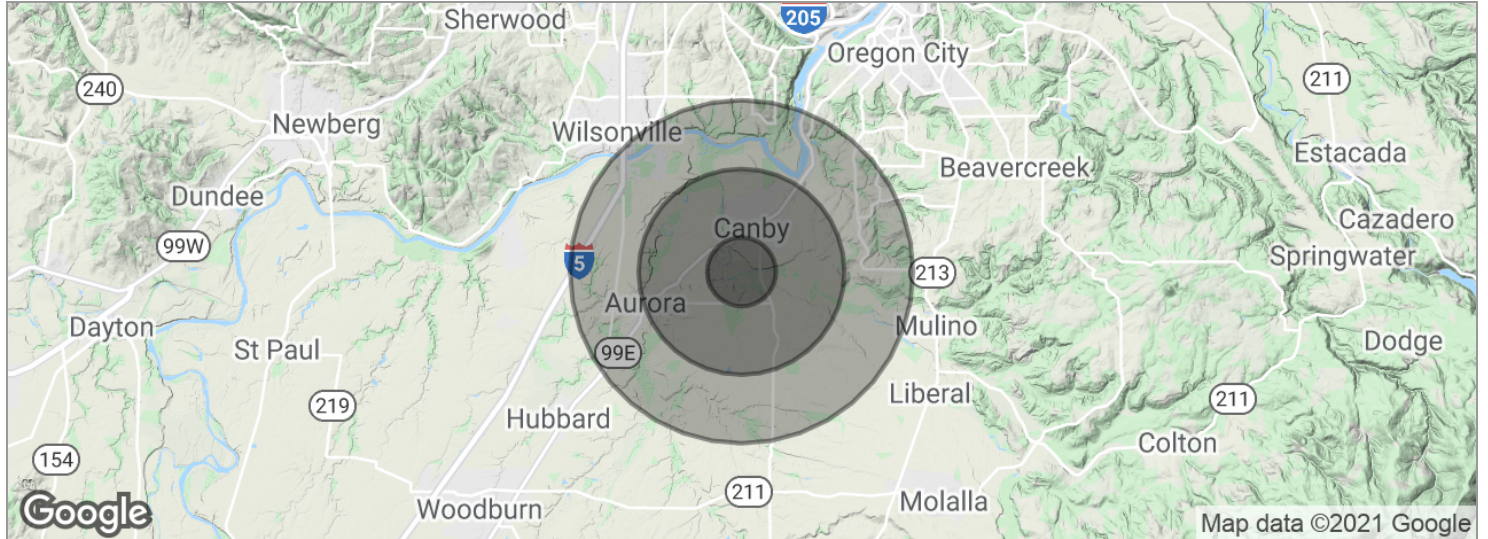 Sherwood
205
Oregon City
240
211
Newberg
Wilsonville
Estacada
Beavercreek
Dundee
Cazadero
Canby
99W
Springwater
5
213
Aurora
Dayton
Mulino
Dodge
St Paul
99E
Liberal
219
211
Hubbard
Colton
154
211
Molalla
Woodburn
Google
Map data ©2021 Google